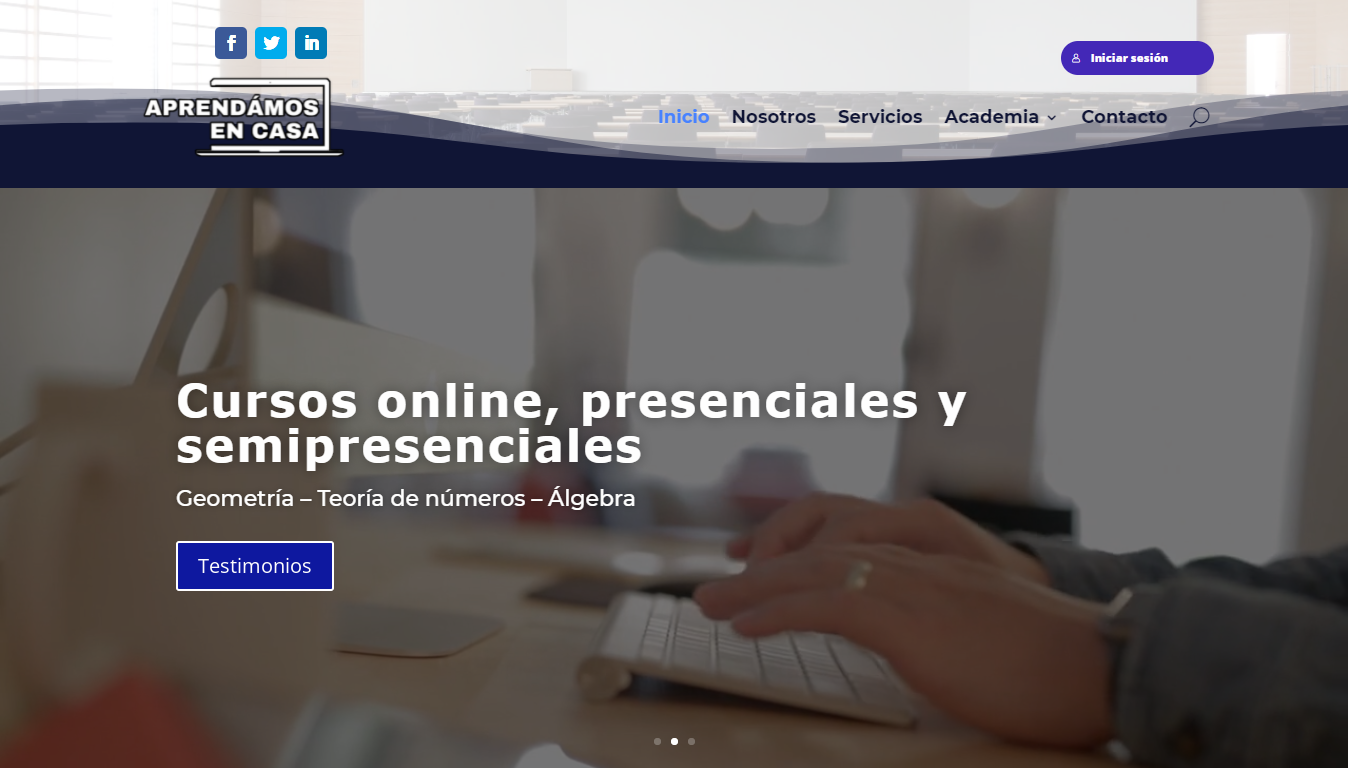 Iniciar sesión
APRENDÁMOS
EN CASA
Inicio Nosotros Servicios Academia Contacto
Cursos online, presenciales y
semipresenciales
Geometría – Teoría de números – Álgebra
Testimonios